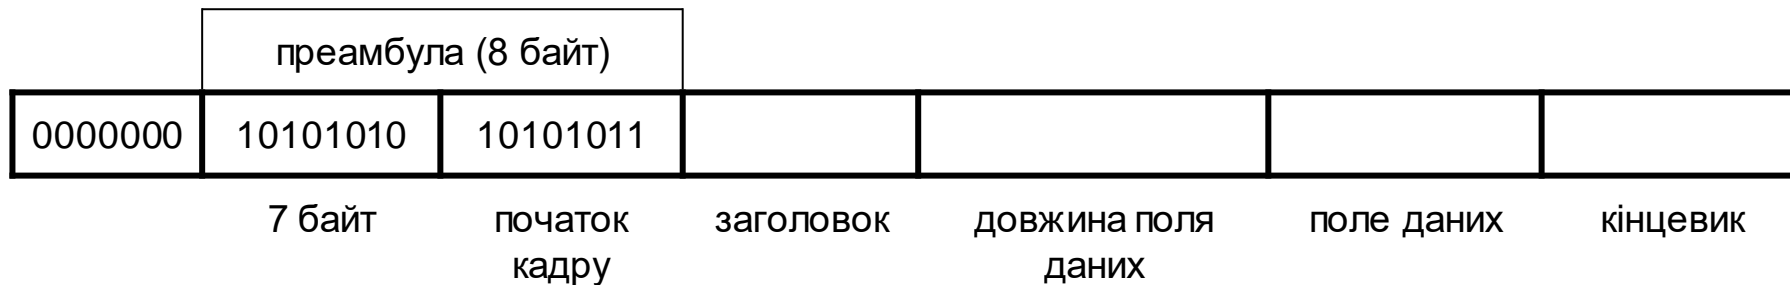 преамбула (8 байт)
0000000 10101010 10101011
7 байт початок заголовок довжина поля поле даних кінцевик
кадру даних